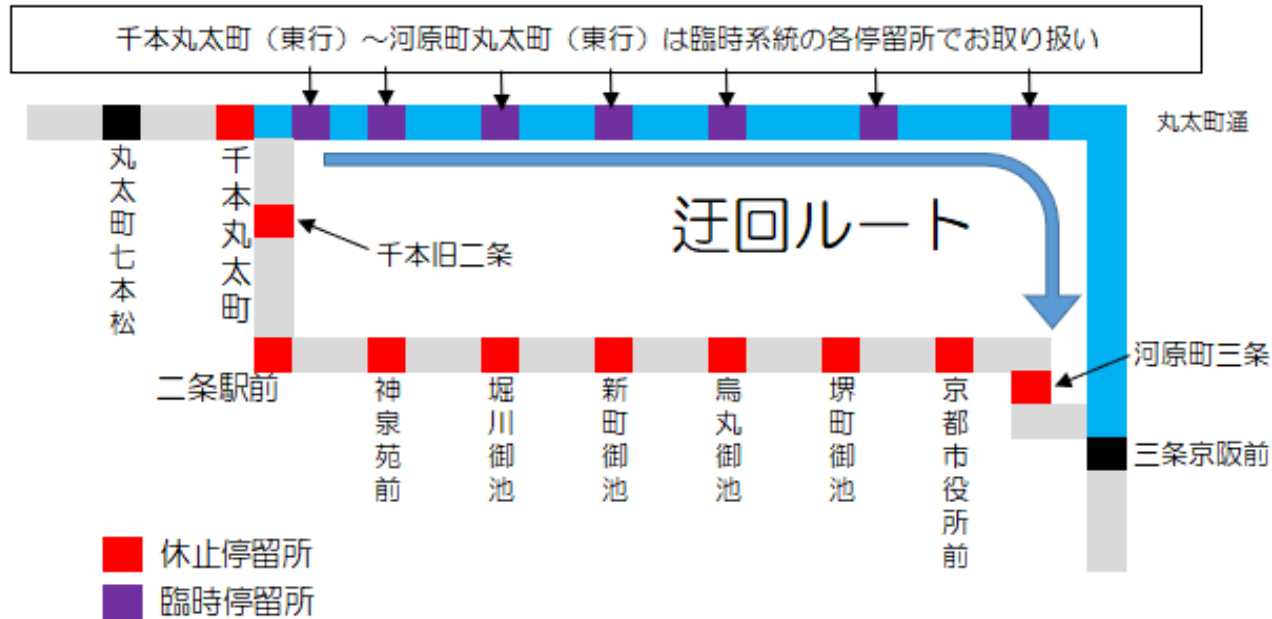 千本丸太町（東行）～河原町丸太町（東行）は臨時系統の各停留所でお取り扱い
丸太町通
丸太町七本松
千本丸太町
迂回ルート
千本旧二条
河原町三条
二条駅前
神泉苑前
堀川御池
新町御池
烏丸御池
堺町御池
京都市役所前
三条京阪前
休止停留所
臨時停留所